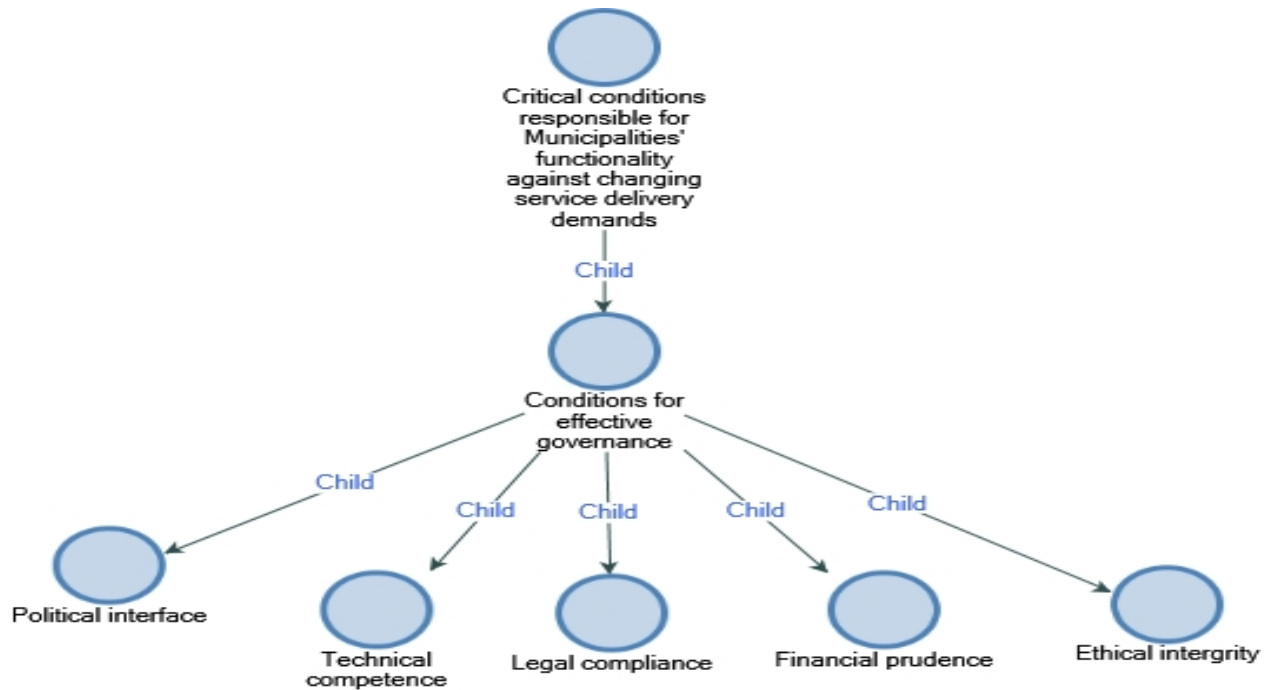 Critical conditions
responsible for
Municipalities'
functionality
against changing
service delivery
demands
Child
Conditions for
effective
governance
Child
Child
Child
Child
Child
Political interface
Technical
competence
Legal compliance
Financial prudence
Ethical intergrity